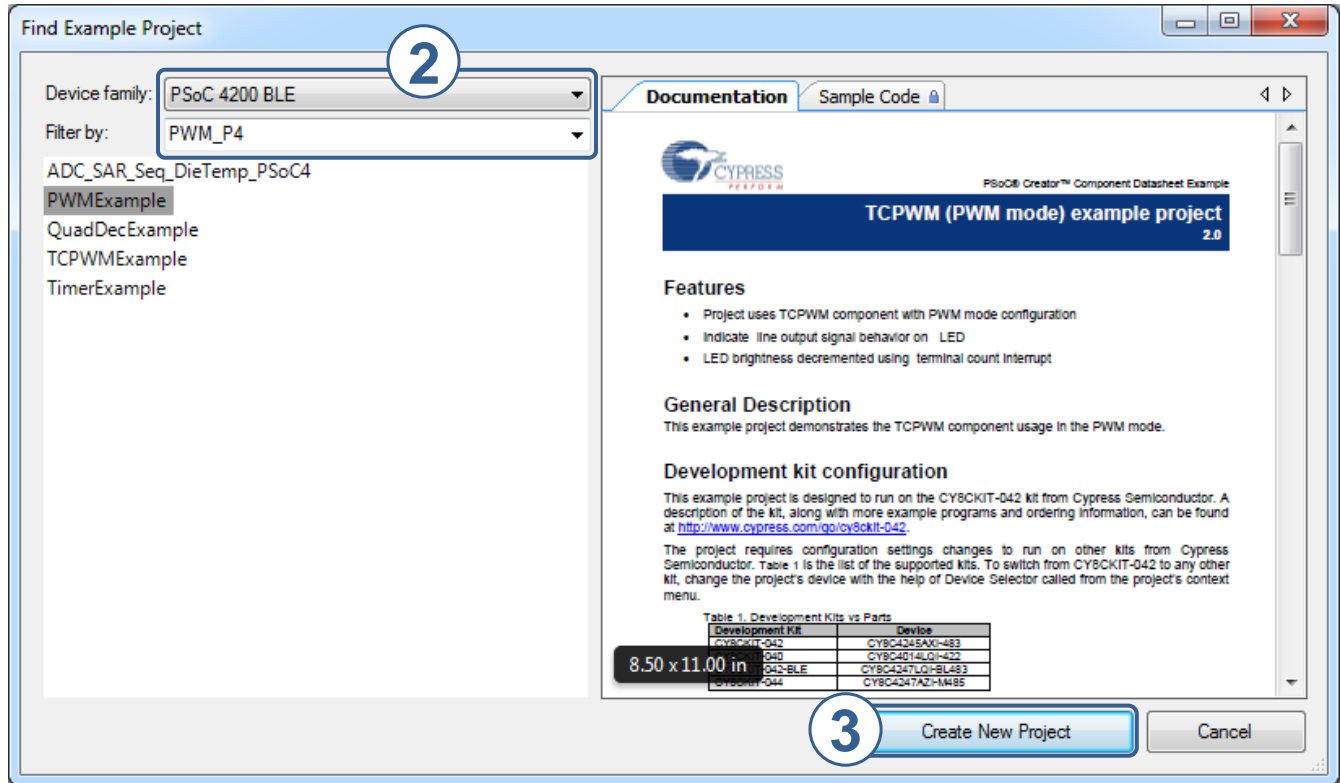 Find Example Project
2
Device family: PSoC 4200 BLE
Filter by: PWM_P4
ADC_SAR_Seq_DieTemp_PSoC4
PWMExample
QuadDecExample
TCPWMExample
TimerExample
Documentation Sample Code
CYPRESS
PERFORM
PSoC® Creator™ Component Datasheet Example
TCPWM (PWM mode) example project
2.0
Features
• Project uses TCPWM component with PWM mode configuration
• Indicate line output signal behavior on LED
• LED brightness decremented using terminal count interrupt
General Description
This example project demonstrates the TCPWM component usage in the PWM mode.
Development kit configuration
This example project is designed to run on the CY8CKIT-042 kit from Cypress Semiconductor. A
description of the kit, along with more example programs and ordering information, can be found
at http://www.cypress.com/go/cy8ckit-042.
The project requires configuration settings changes to run on other kits from Cypress
Semiconductor. Table 1 is the list of the supported kits. To switch from CY8CKIT-042 to any other
kit, change the project's device with the help of Device Selector called from the project's context
menu.
Table 1. Development Kits vs Parts
Development Kit Device
CY8CKIT-042 CY8C4245AXI-483
-040 CY8C4014LQI-422
-042-BLE CY8C4247LQI-BL483
CY8CKIT-044 CY8C4247AZI-M485
8.50 x 11.00 in
3
Create New Project
Cancel